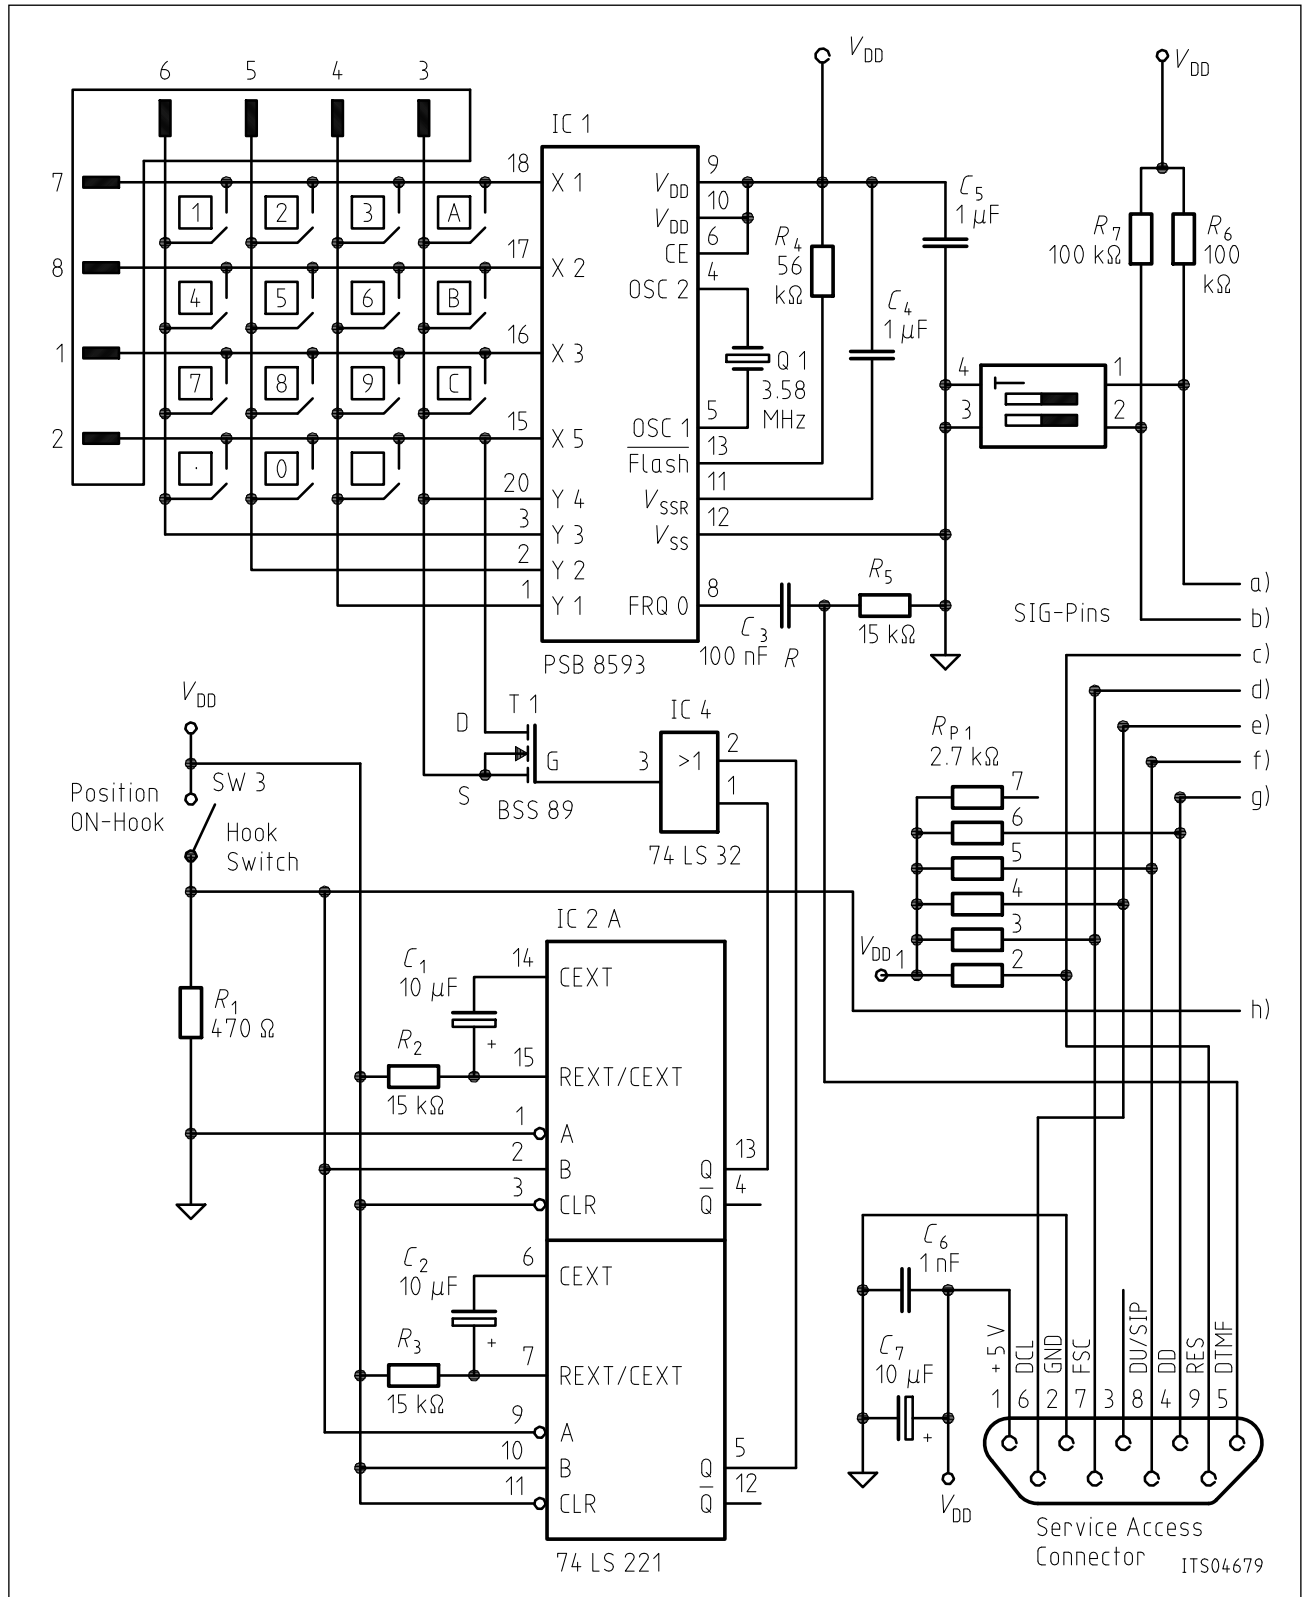 6 5 4 3
V_DD
V_DD
IC 1
7 1 2 3 A 18 X 1
9 V_DD
10 V_DD
6 CE
C_5
1 µF
R_7
100 kΩ
R_6
100
kΩ
8 4 5 6 B 17 X 2
4 OSC 2
R_4
56
kΩ
C_4
1 µF
1 7 8 9 C 16 X 3
Q 1
3.58
MHz
4 1
3 2
2 · 0 15 X 5
5 OSC 1
13 Flash
20 Y 4
11 V_SSR
3 Y 3
12 V_SS
2 Y 2
1 Y 1
8 FRQ 0
C_3
100 nF R
R_5
15 kΩ
PSB 8593
SIG-Pins
a)
b)
c)
d)
e)
f)
g)
h)
V_DD
Position
ON-Hook
SW 3
Hook
Switch
T 1
D
G
S
BSS 89
IC 4
3 >1 2
1
74 LS 32
R_P1
2.7 kΩ
7
6
5
4
3
V_DD 1 2
R_1
470 Ω
IC 2 A
C_1
10 µF
14 CEXT
R_2
15 kΩ
+
15 REXT/CEXT
1 A
2 B
3 CLR
13 Q
4 Q
C_2
10 µF
6 CEXT
R_3
15 kΩ
+
7 REXT/CEXT
9 A
10 B
11 CLR
5 Q
12 Q
74 LS 221
C_6
1 nF
C_7
10 µF
+
V_DD
+5 V DCL GND FSC DU/SIP DD RES DTMF
1 6 2 7 3 8 4 9 5
Service Access
Connector
ITS04679